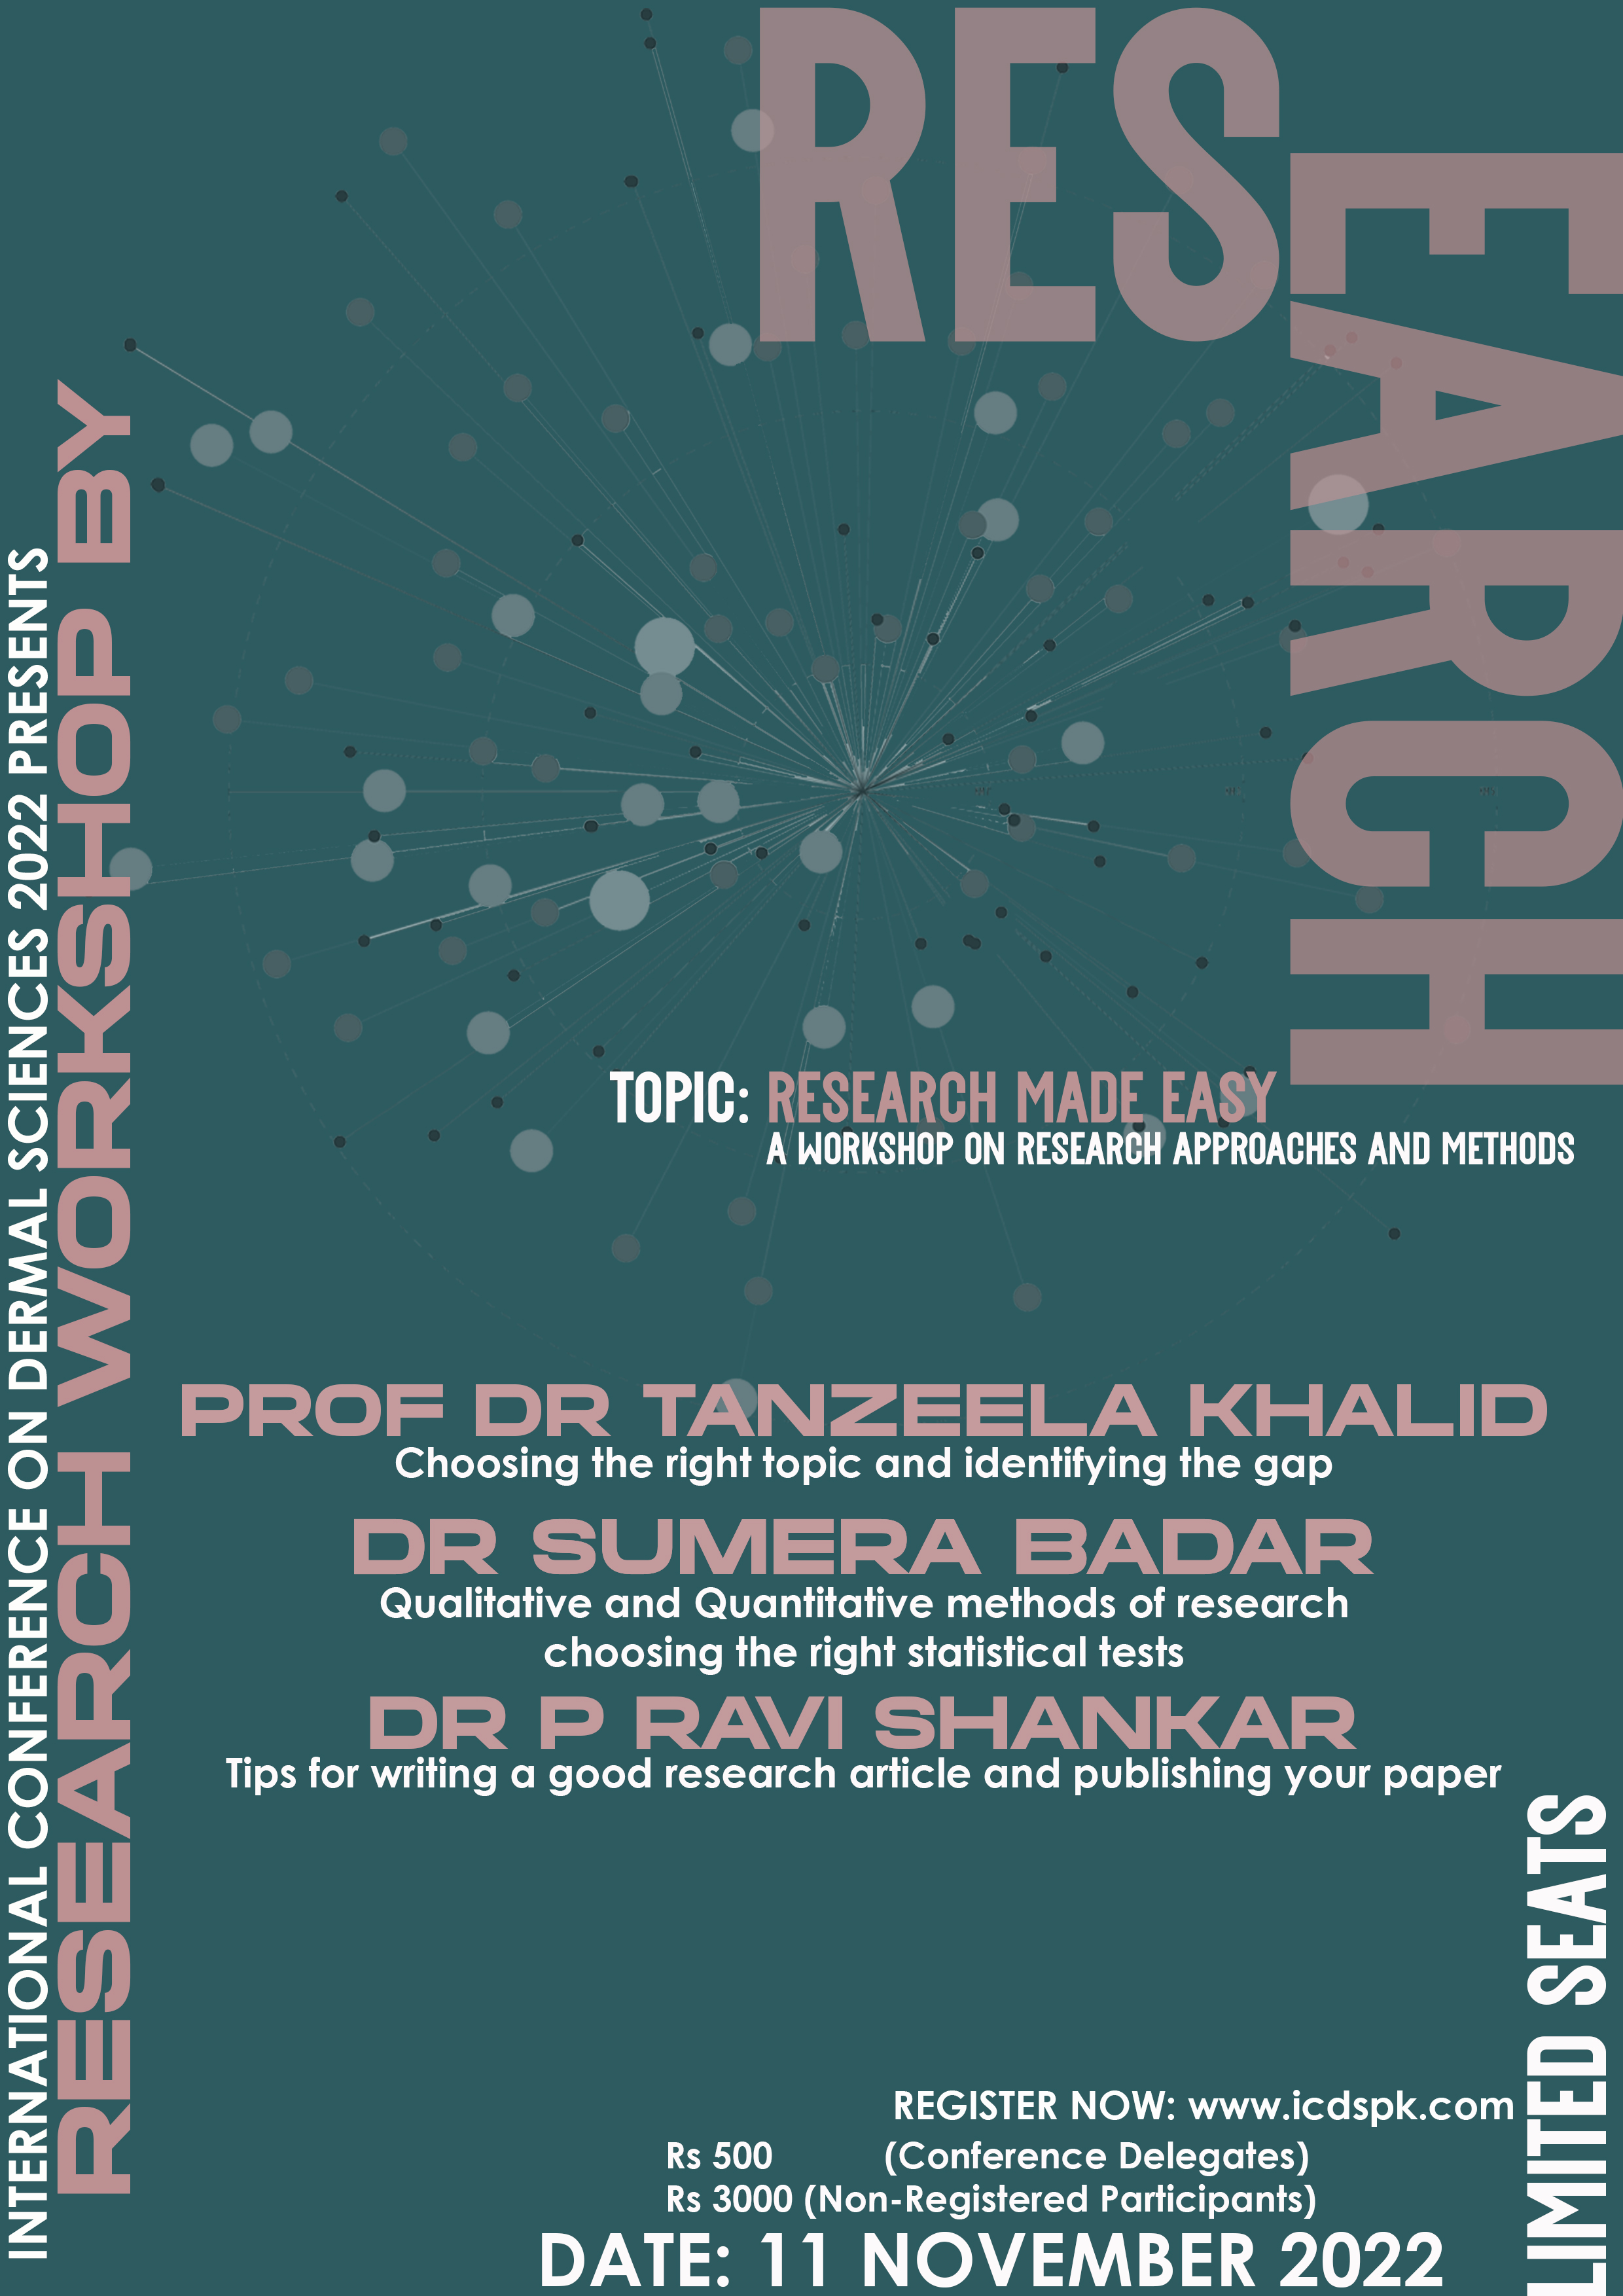 RESEARCH
INTERNATIONAL CONFERENCE ON DERMAL SCIENCES 2022 PRESENTS
RESEARCH WORKSHOP BY
TOPIC: RESEARCH MADE EASY
A WORKSHOP ON RESEARCH APPROACHES AND METHODS
PROF DR TANZEELA KHALID
Choosing the right topic and identifying the gap
DR SUMERA BADAR
Qualitative and Quantitative methods of research
choosing the right statistical tests
DR P RAVI SHANKAR
Tips for writing a good research article and publishing your paper
LIMITED SEATS
REGISTER NOW: www.icdspk.com
Rs 500 (Conference Delegates)
Rs 3000 (Non-Registered Participants)
DATE: 11 NOVEMBER 2022